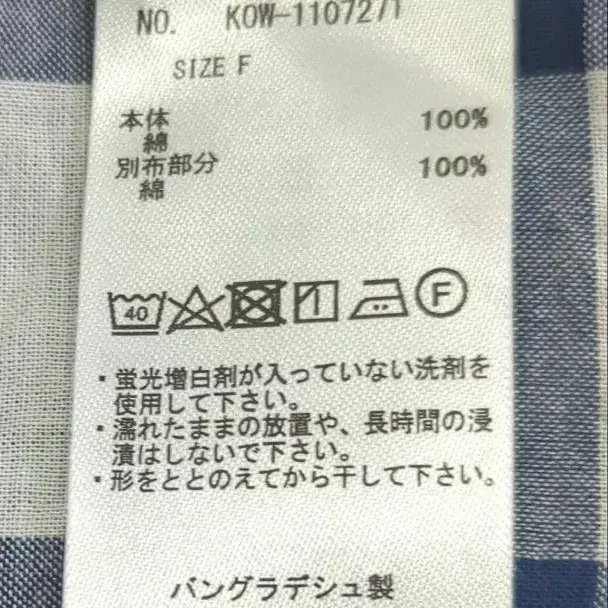 NO. KOW-1107271
SIZE F
本体 100%
綿
別布部分 100%
綿
40 F
・蛍光増白剤が入っていない洗剤を
使用して下さい。
・濡れたままの放置や、長時間の浸
漬はしないで下さい。
・形をととのえてから干して下さい。
バングラデシュ製